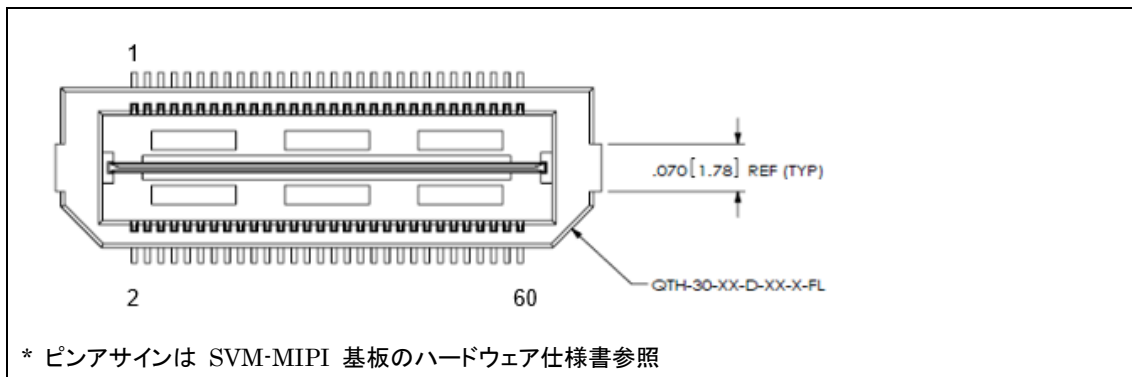 1
.070[1.78] REF (TYP)
QTH-30-XX-D-XX-X-FL
2 60
* ピンアサインは SVM-MIPI 基板のハードウェア仕様書参照